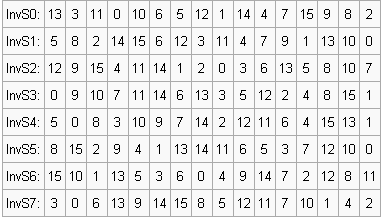 InvS0: 13 3 11 0 10 6 5 12 1 14 4 7 15 9 8 2
InvS1: 5 8 2 14 15 6 12 3 11 4 7 9 1 13 10 0
InvS2: 12 9 15 4 11 14 1 2 0 3 6 13 5 8 10 7
InvS3: 0 9 10 7 11 14 6 13 3 5 12 2 4 8 15 1
InvS4: 5 0 8 3 10 9 7 14 2 12 11 6 4 15 13 1
InvS5: 8 15 2 9 4 1 13 14 11 6 5 3 7 12 10 0
InvS6: 15 10 1 13 5 3 6 0 4 9 14 7 2 12 8 11
InvS7: 3 0 6 13 9 14 15 8 5 12 11 7 10 1 4 2